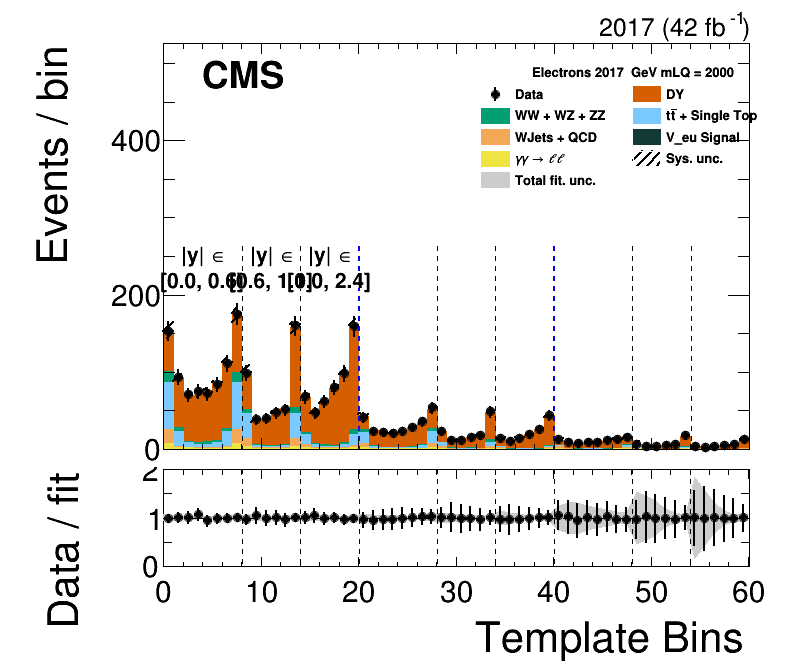 2017 (42 fb⁻¹)
CMS
Electrons 2017 GeV mLQ = 2000
Data
DY
WW + WZ + ZZ
tt̅ + Single Top
WJets + QCD
V_eu Signal
γγ → ℓℓ
Sys. unc.
Total fit. unc.
Events / bin
400
200
0
|y| ∈ |y| ∈ |y| ∈
[0.0, 0.6] [0.6, 1.0] [1.0, 2.4]
Data / fit
2
1
0
0 10 20 30 40 50 60
Template Bins